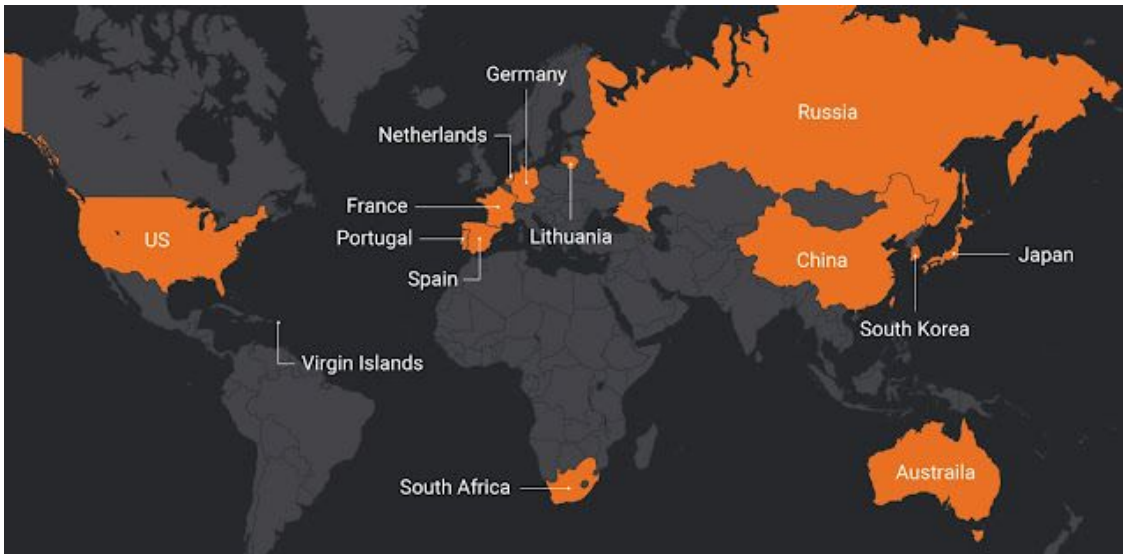 Germany
Russia
Netherlands
France
Portugal
US
Lithuania
Spain
China
Japan
South Korea
Virgin Islands
Austraila
South Africa